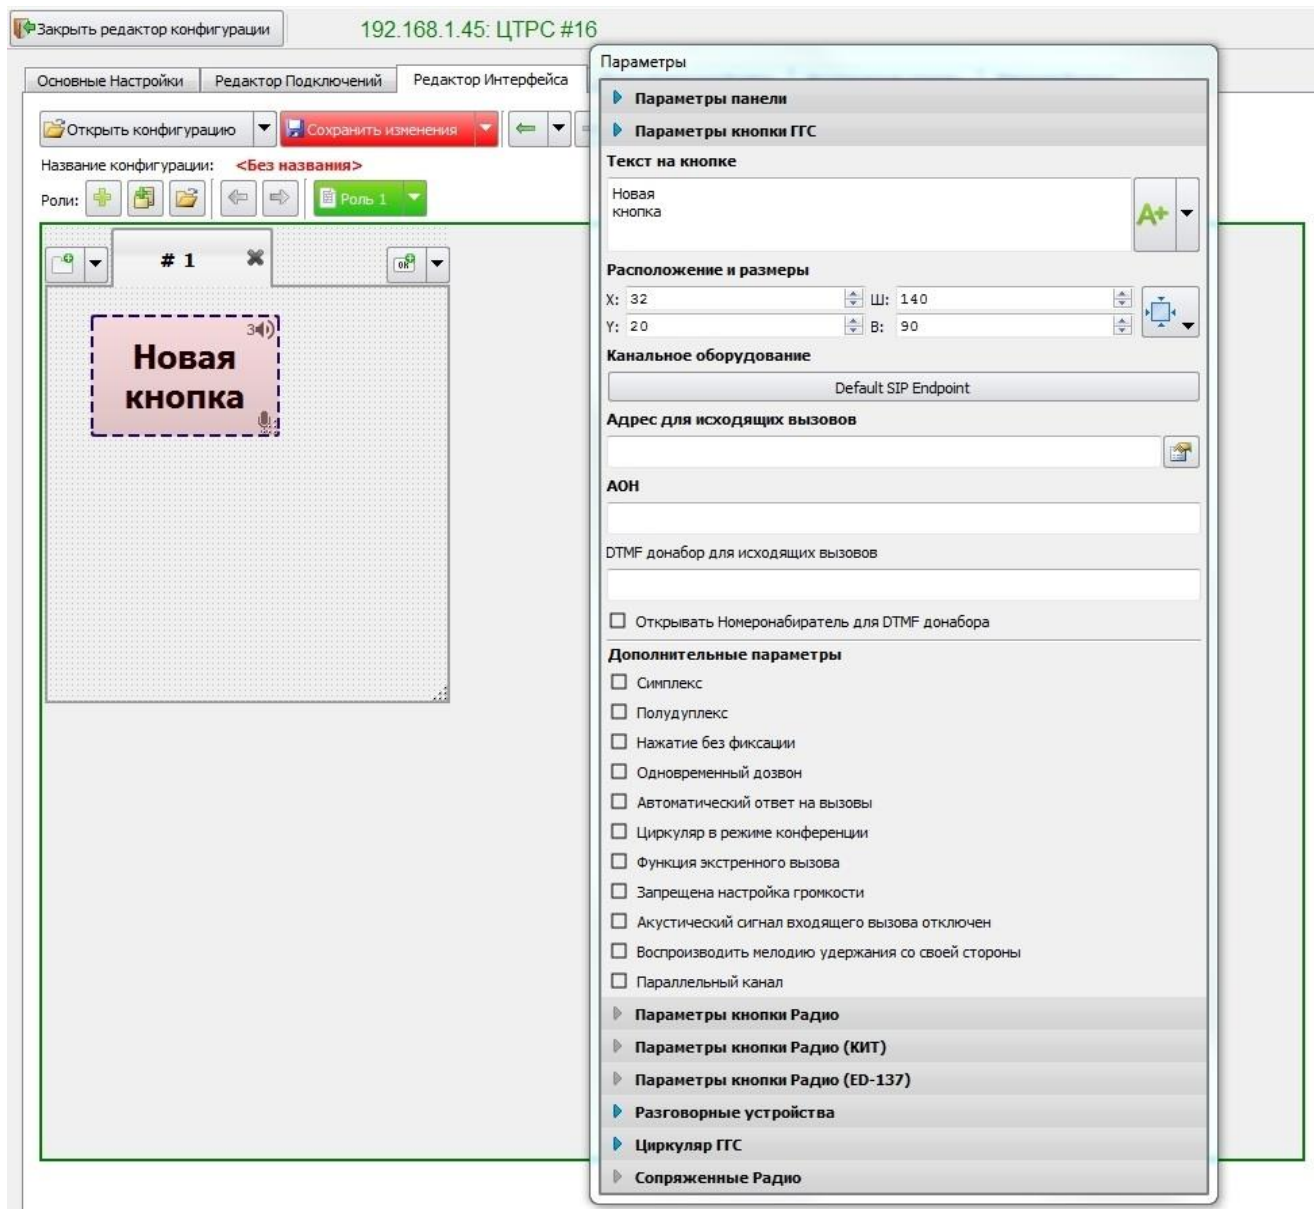 Закрыть редактор конфигурации
192.168.1.45: ЦТРС #16
Основные Настройки
Редактор Подключений
Редактор Интерфейса
Открыть конфигурацию
Сохранить изменения
Название конфигурации: <Без названия>
Роли:
Роль 1
# 1
OK
3
Новая
кнопка
Параметры
Параметры панели
Параметры кнопки ГГС
Текст на кнопке
Новая
кнопка
A+
Расположение и размеры
X: 32 Ш: 140
Y: 20 В: 90
Канальное оборудование
Default SIP Endpoint
Адрес для исходящих вызовов
АОН
DTMF донабор для исходящих вызовов
Открывать Номеронабиратель для DTMF донабора
Дополнительные параметры
Симплекс
Полудуплекс
Нажатие без фиксации
Одновременный дозвон
Автоматический ответ на вызовы
Циркуляр в режиме конференции
Функция экстренного вызова
Запрещена настройка громкости
Акустический сигнал входящего вызова отключен
Воспроизводить мелодию удержания со своей стороны
Параллельный канал
Параметры кнопки Радио
Параметры кнопки Радио (КИТ)
Параметры кнопки Радио (ED-137)
Разговорные устройства
Циркуляр ГГС
Сопряженные Радио